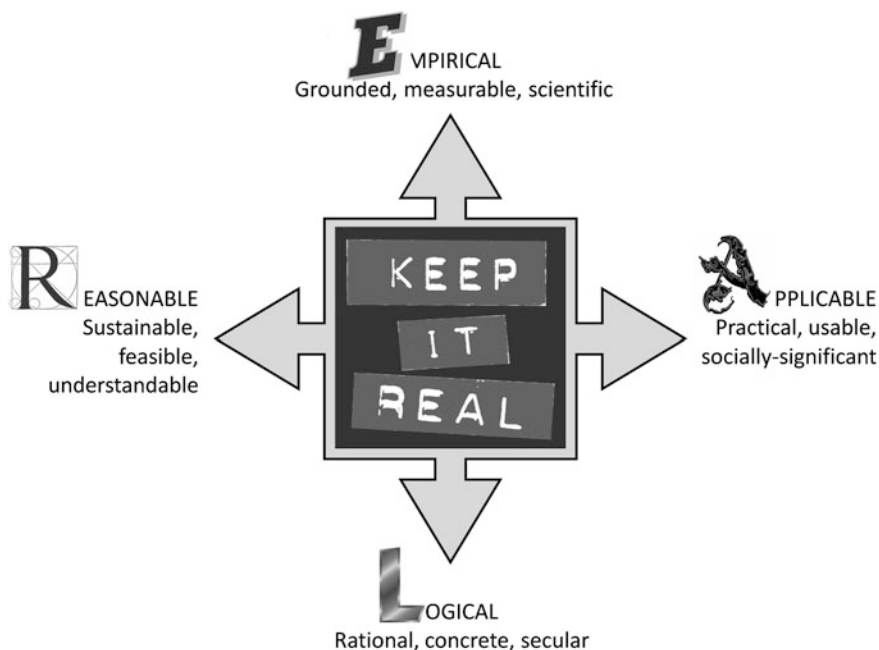 EMPIRICAL
Grounded, measurable, scientific
REASONABLE
Sustainable,
feasible,
understandable
KEEP
IT
REAL
APPLICABLE
Practical, usable,
socially-significant
LOGICAL
Rational, concrete, secular